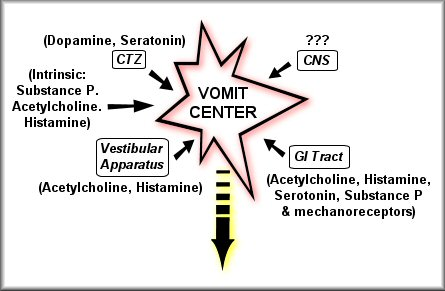 (Dopamine, Seratonin)
CTZ
???
CNS
(Intrinsic:
Substance P.
Acetylcholine.
Histamine)
VOMIT
CENTER
Vestibular
Apparatus
(Acetylcholine, Histamine)
GI Tract
(Acetylcholine, Histamine,
Serotonin, Substance P
& mechanoreceptors)